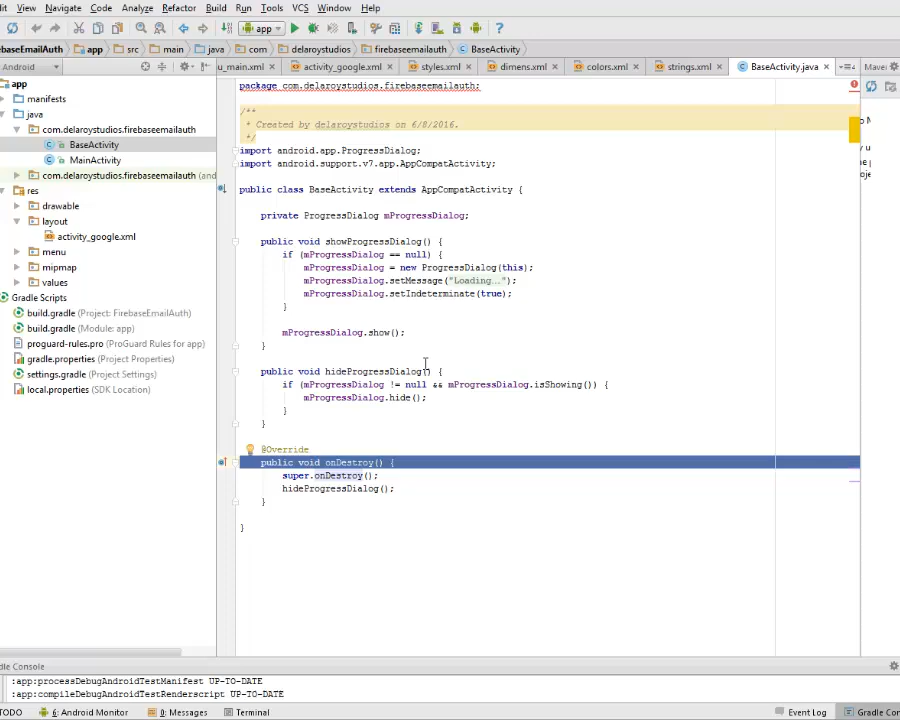 it View Navigate Code Analyze Refactor Build Run Tools VCS Window Help
app
ebaseEmailAuth app src main java com delaroystudios firebaseemailauth BaseActivity
Android
u_main.xml activity_google.xml styles.xml dimens.xml colors.xml strings.xml BaseActivity.java Maver
app
manifests
java
com.delaroystudios.firebaseemailauth
BaseActivity
MainActivity
com.delaroystudios.firebaseemailauth (and
res
drawable
layout
activity_google.xml
menu
mipmap
values
Gradle Scripts
build.gradle (Project: FirebaseEmailAuth)
build.gradle (Module: app)
proguard-rules.pro (ProGuard Rules for app)
gradle.properties (Project Properties)
settings.gradle (Project Settings)
local.properties (SDK Location)
package com.delaroystudios.firebaseemailauth;
/**
* Created by delaroystudios on 6/8/2016.
*/
import android.app.ProgressDialog;
import android.support.v7.app.AppCompatActivity;
public class BaseActivity extends AppCompatActivity {
private ProgressDialog mProgressDialog;
public void showProgressDialog() {
if (mProgressDialog == null) {
mProgressDialog = new ProgressDialog(this);
mProgressDialog.setMessage("Loading...");
mProgressDialog.setIndeterminate(true);
}
mProgressDialog.show();
}
public void hideProgressDialog() {
if (mProgressDialog != null && mProgressDialog.isShowing()) {
mProgressDialog.hide();
}
}
@Override
public void onDestroy() {
super.onDestroy();
hideProgressDialog();
}
}
dle Console
:app:processDebugAndroidTestManifest UP-TO-DATE
:app:compileDebugAndroidTestRenderscript UP-TO-DATE
TODO 6: Android Monitor 0: Messages Terminal Event Log Gradle Con